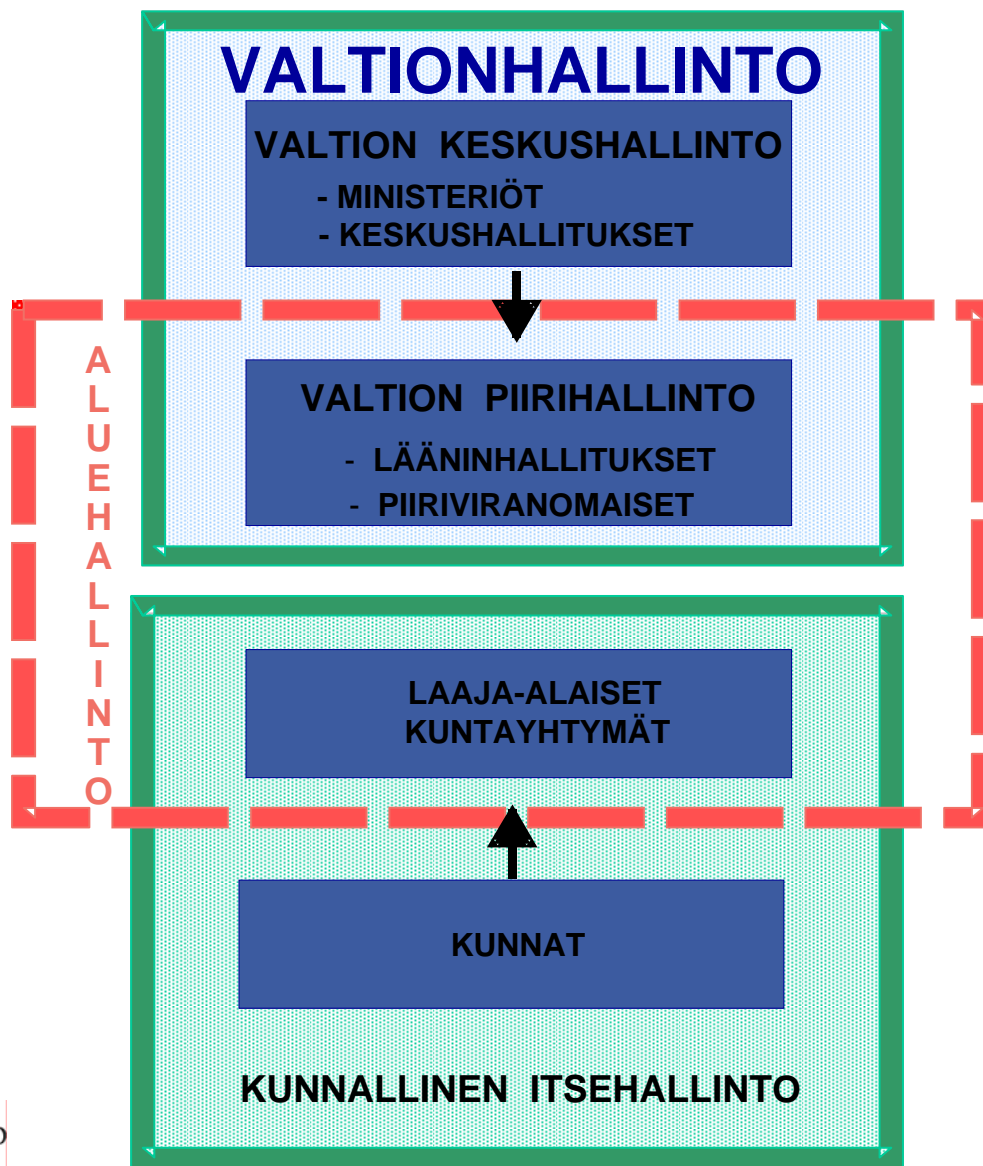 VALTIONHALLINTO
VALTION KESKUSHALLINTO
- MINISTERIÖT
- KESKUSHALLITUKSET
ALUEHALLINTO
VALTION PIIRIHALLINTO
- LÄÄNINHALLITUKSET
- PIIRIVIRANOMAISET
LAAJA-ALAISET
KUNTAYHTYMÄT
KUNNAT
KUNNALLINEN ITSEHALLINTO